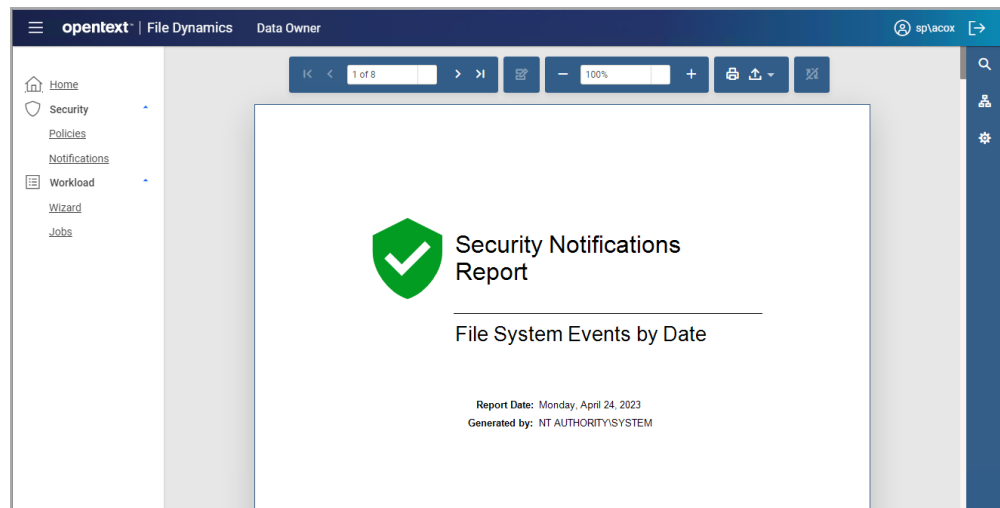 opentext™ | File Dynamics Data Owner sp\acox
1 of 8 100%
Home
Security
Policies
Notifications
Workload
Wizard
Jobs
Security Notifications
Report
File System Events by Date
Report Date: Monday, April 24, 2023
Generated by: NT AUTHORITY\SYSTEM